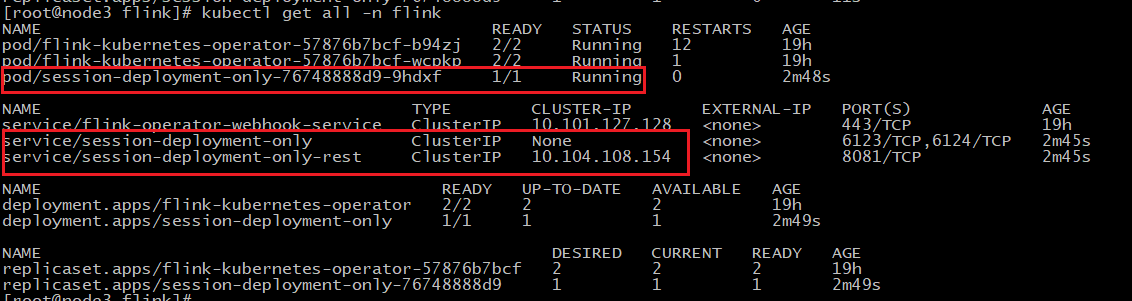 [root@node3 flink]# kubectl get all -n flink
NAME READY STATUS RESTARTS AGE
pod/flink-kubernetes-operator-57876b7bcf-b94zj 2/2 Running 12 19h
pod/flink-kubernetes-operator-57876b7bcf-wcpkp 2/2 Running 1 19h
pod/session-deployment-only-76748888d9-9hdxf 1/1 Running 0 2m48s
NAME TYPE CLUSTER-IP EXTERNAL-IP PORT(S) AGE
service/flink-operator-webhook-service ClusterIP 10.101.127.128 <none> 443/TCP 19h
service/session-deployment-only ClusterIP None <none> 6123/TCP,6124/TCP 2m45s
service/session-deployment-only-rest ClusterIP 10.104.108.154 <none> 8081/TCP 2m45s
NAME READY UP-TO-DATE AVAILABLE AGE
deployment.apps/flink-kubernetes-operator 2/2 2 2 19h
deployment.apps/session-deployment-only 1/1 1 1 2m49s
NAME DESIRED CURRENT READY AGE
replicaset.apps/flink-kubernetes-operator-57876b7bcf 2 2 2 19h
replicaset.apps/session-deployment-only-76748888d9 1 1 1 2m49s
[root@node3 flink]#